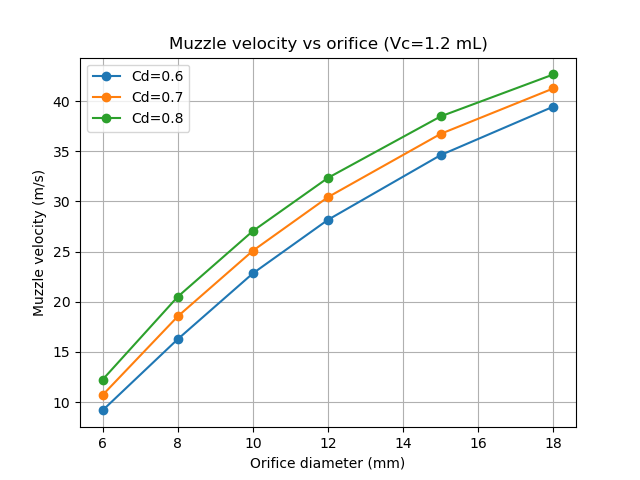 Muzzle velocity vs orifice (Vc=1.2 mL)
Cd=0.6
Cd=0.7
Cd=0.8
40
35
30
25
20
15
10
Muzzle velocity (m/s)
6 8 10 12 14 16 18
Orifice diameter (mm)